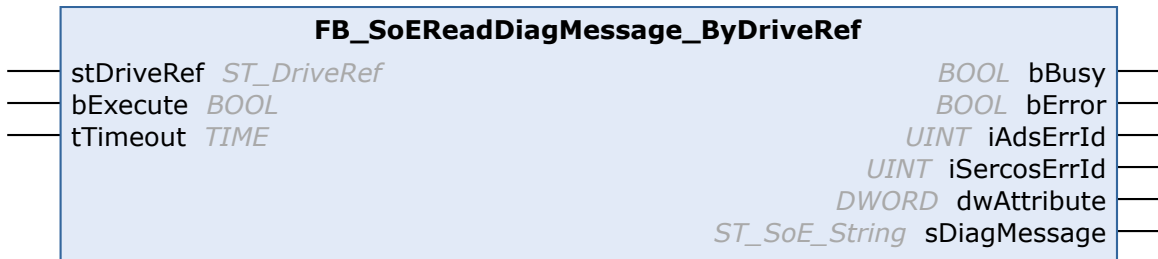 FB_SoEReadDiagMessage_ByDriveRef
stDriveRef ST_DriveRef BOOL bBusy
bExecute BOOL BOOL bError
tTimeout TIME UINT iAdsErrId
UINT iSercosErrId
DWORD dwAttribute
ST_SoE_String sDiagMessage